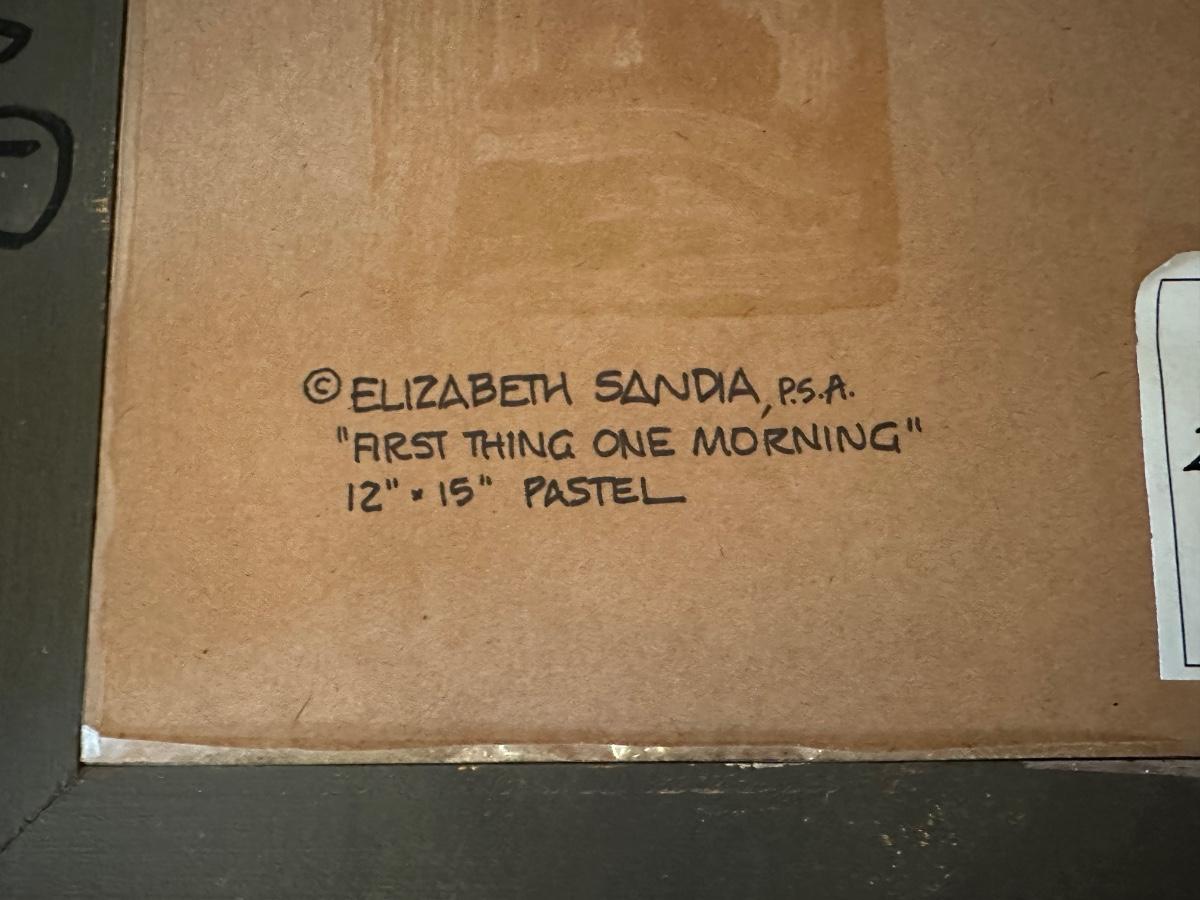 © ELIZABETH SANDIA, P.S.A.
"FIRST THING ONE MORNING"
12" × 15" PASTEL